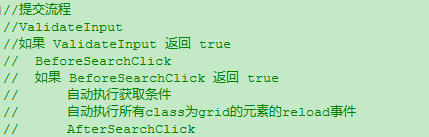 //提交流程
//ValidateInput
//如果 ValidateInput 返回 true
//  BeforeSearchClick
//  如果 BeforeSearchClick 返回 true
//      自动执行获取条件
//      自动执行所有class为grid的元素的reload事件
//      AfterSearchClick